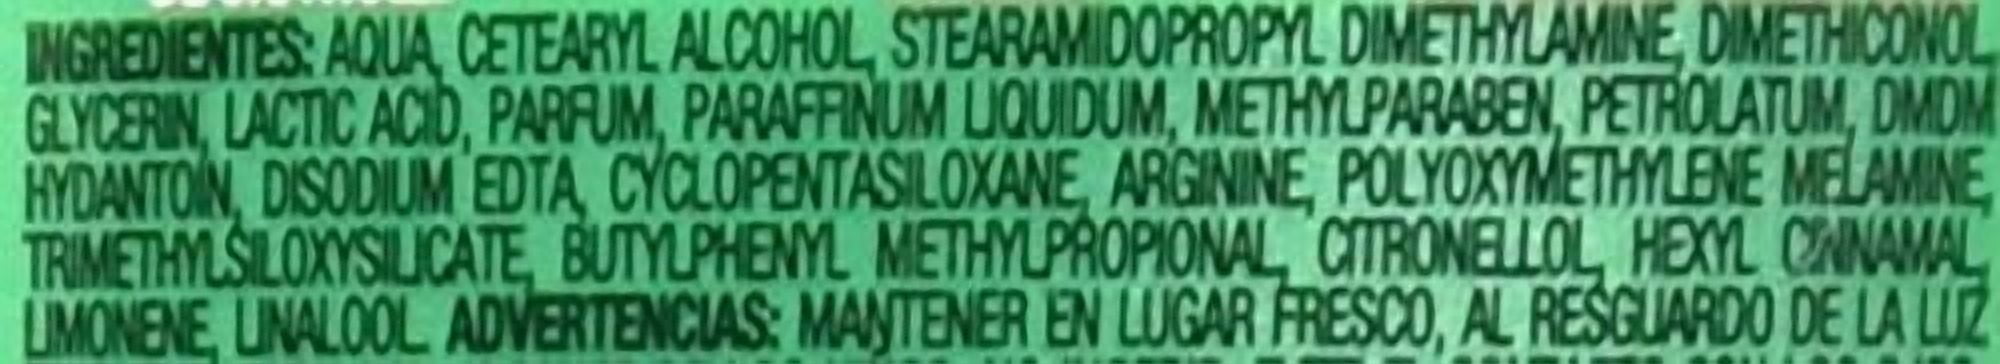 INGREDIENTES: AQUA, CETEARYL ALCOHOL, STEARAMIDOPROPYL DIMETHYLAMINE, DIMETHICONOL,
GLYCERIN, LACTIC ACID, PARFUM, PARAFFINUM LIQUIDUM, METHYLPARABEN, PETROLATUM, DMDM
HYDANTOIN, DISODIUM EDTA, CYCLOPENTASILOXANE, ARGININE, POLYOXYMETHYLENE MELAMINE,
TRIMETHYLSILOXYSILICATE, BUTYLPHENYL METHYLPROPIONAL, CITRONELLOL, HEXYL CINNAMAL,
LIMONENE, LINALOOL. ADVERTENCIAS: MANTENER EN LUGAR FRESCO, AL RESGUARDO DE LA LUZ